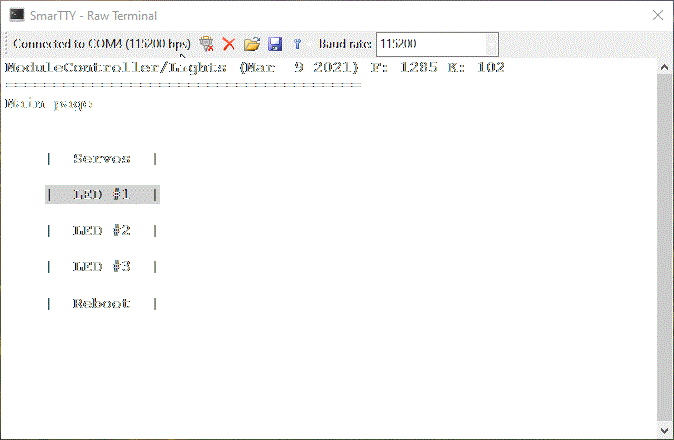 SmarTTY - Raw Terminal
Connected to COM4 (115200 bps) Baud rate: 115200
ModuleController/Lights (Mar 9 2021) F: 1285 K: 102
========================================
Main page
| Servos |
| LED #1 |
| LED #2 |
| LED #3 |
| Reboot |